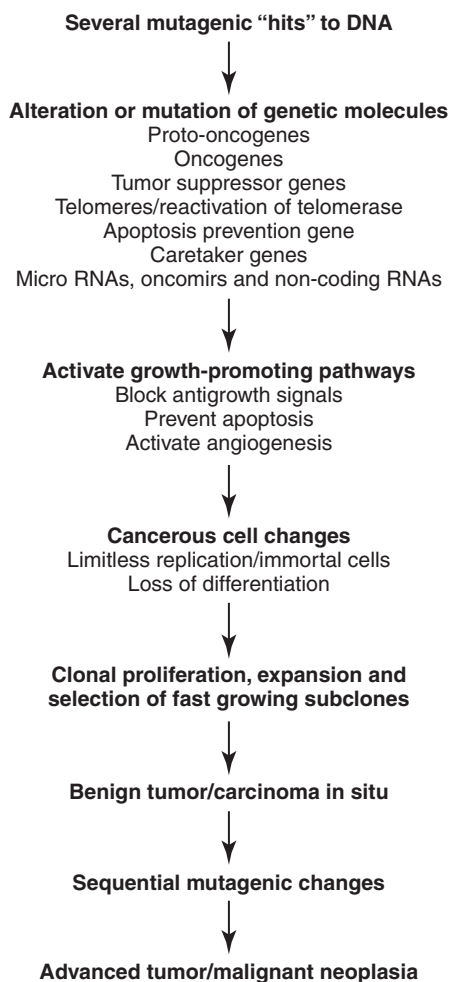 Several mutagenic “hits” to DNA
Alteration or mutation of genetic molecules
Proto-oncogenes
Oncogenes
Tumor suppressor genes
Telomeres/reactivation of telomerase
Apoptosis prevention gene
Caretaker genes
Micro RNAs, oncomirs and non-coding RNAs
Activate growth-promoting pathways
Block antigrowth signals
Prevent apoptosis
Activate angiogenesis
Cancerous cell changes
Limitless replication/immortal cells
Loss of differentiation
Clonal proliferation, expansion and
selection of fast growing subclones
Benign tumor/carcinoma in situ
Sequential mutagenic changes
Advanced tumor/malignant neoplasia